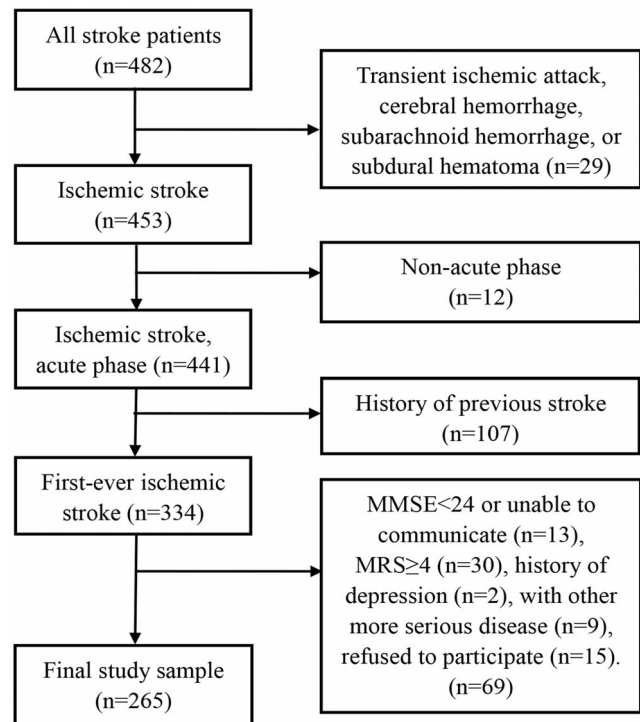 All stroke patients
(n=482)
Transient ischemic attack,
cerebral hemorrhage,
subarachnoid hemorrhage, or
subdural hematoma (n=29)
Ischemic stroke
(n=453)
Non-acute phase
(n=12)
Ischemic stroke,
acute phase (n=441)
History of previous stroke
(n=107)
First-ever ischemic
stroke (n=334)
MMSE<24 or unable to
communicate (n=13),
MRS≥4 (n=30), history of
depression (n=2), with other
more serious disease (n=9),
refused to participate (n=15).
(n=69)
Final study sample
(n=265)